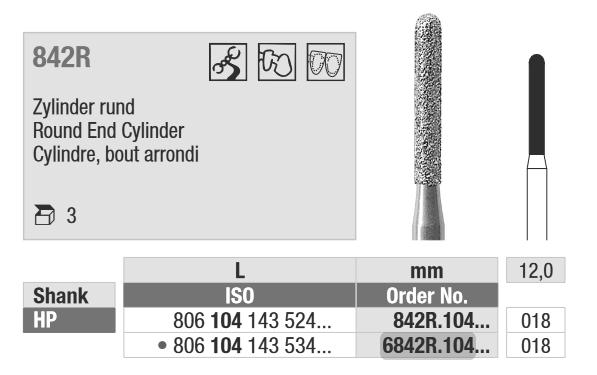 842R
Zylinder rund
Round End Cylinder
Cylindre, bout arrondi
3
L mm 12,0
Shank ISO Order No.
HP 806 104 143 524... 842R.104... 018
• 806 104 143 534... 6842R.104... 018